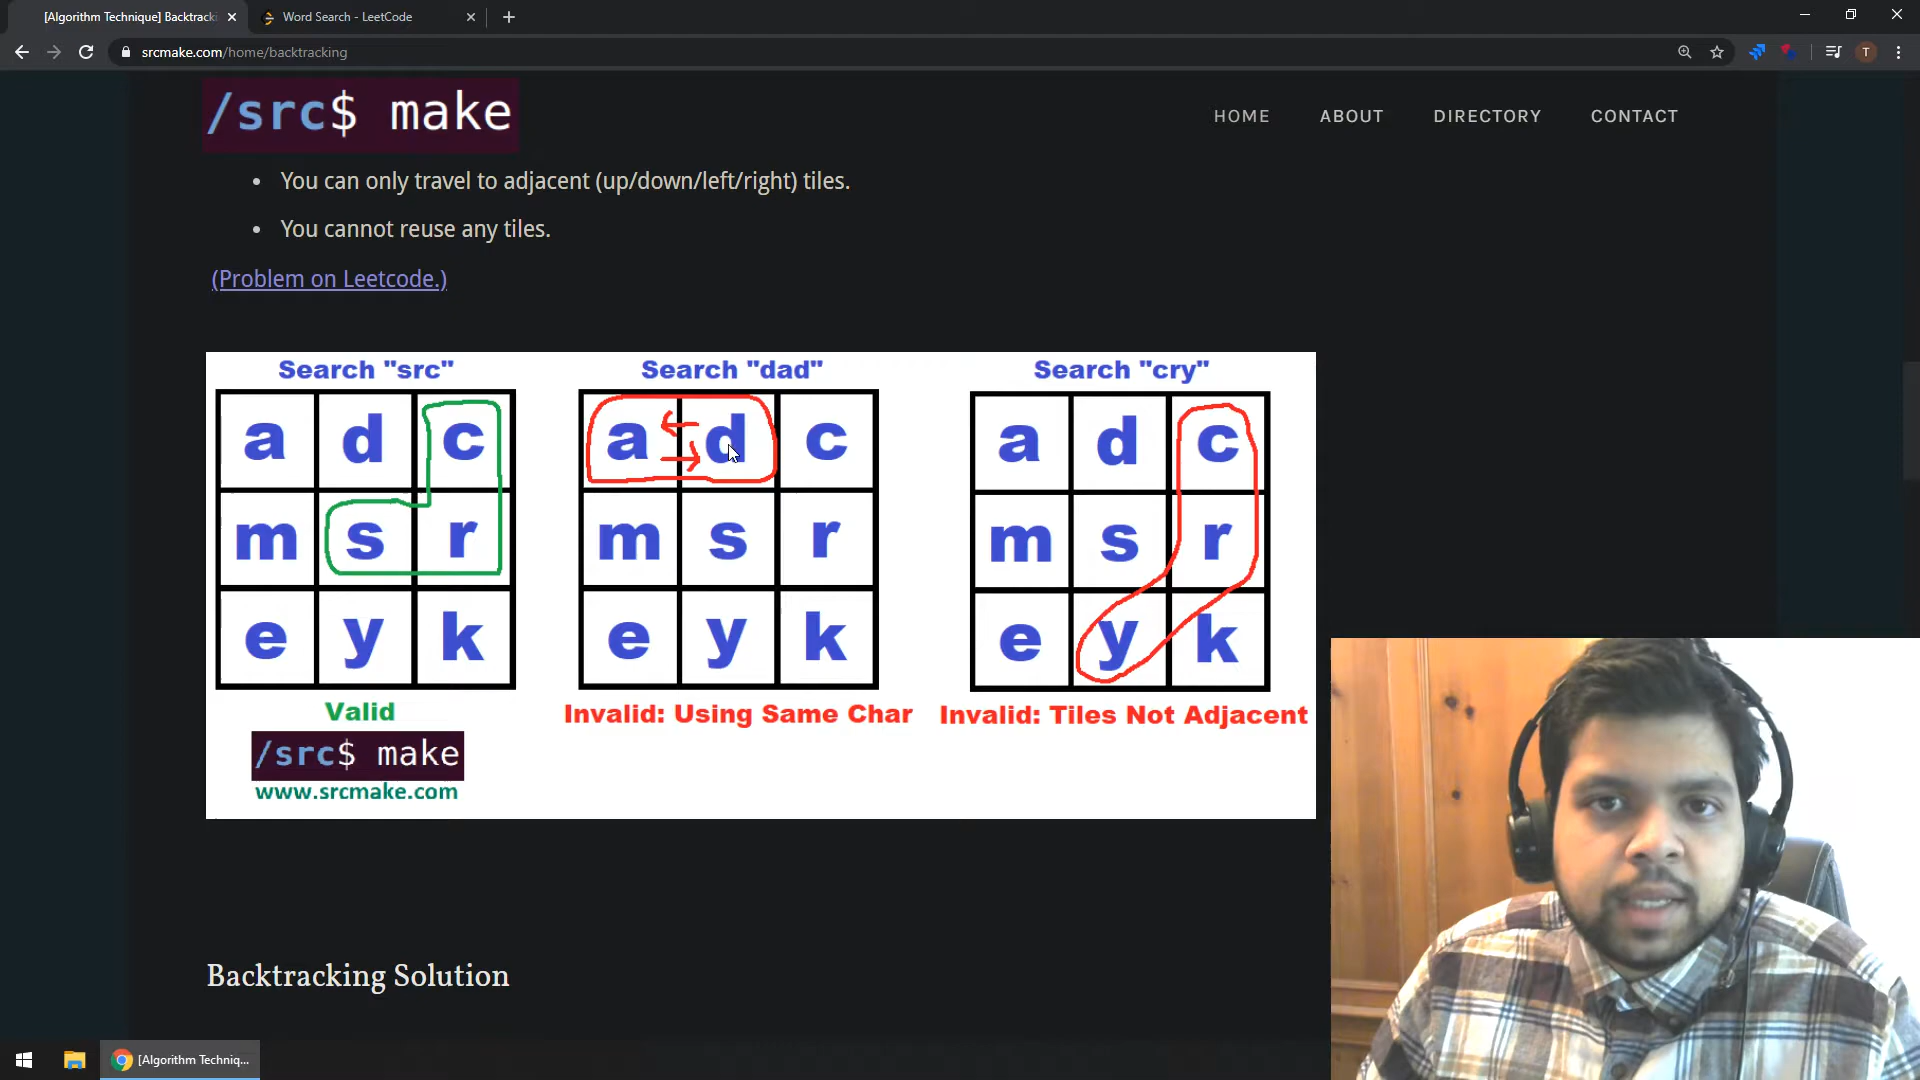 [Algorithm Technique] Backtracki
Word Search - LeetCode
srcmake.com/home/backtracking
T
/src$ make
HOME ABOUT DIRECTORY CONTACT
• You can only travel to adjacent (up/down/left/right) tiles.
• You cannot reuse any tiles.
(Problem on Leetcode.)
Search "src"
a d c
m s r
e y k
Valid
/src$ make
www.srcmake.com
Search "dad"
a d c
m s r
e y k
Invalid: Using Same Char
Search "cry"
a d c
m s r
e y k
Invalid: Tiles Not Adjacent
Backtracking Solution
[Algorithm Techniq...